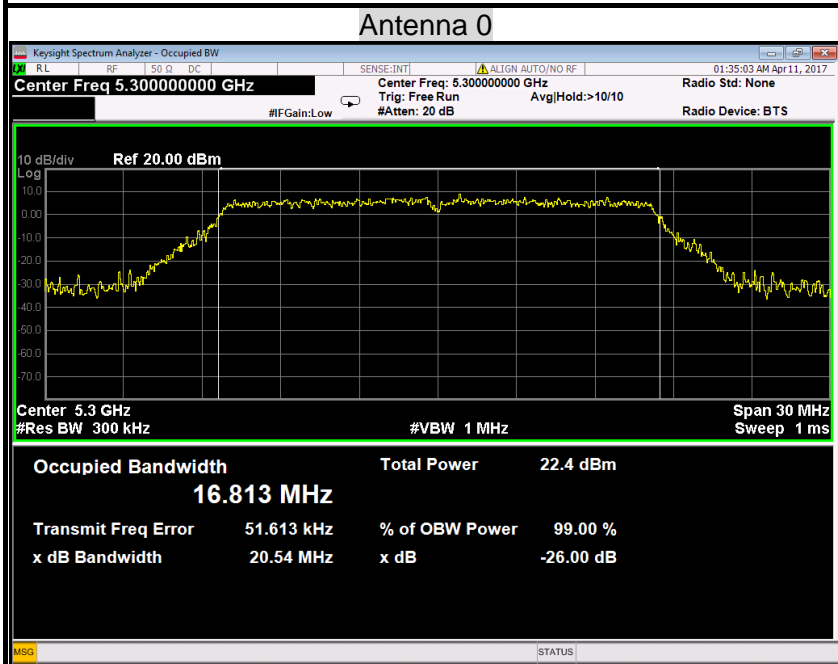 Antenna 0
Keysight Spectrum Analyzer - Occupied BW
LXI RL RF 50 Ω DC SENSE:INT ALIGN AUTO/NO RF 01:35:03 AM Apr 11, 2017
Center Freq 5.300000000 GHz Center Freq: 5.300000000 GHz Radio Std: None
Trig: Free Run Avg|Hold:>10/10
#IFGain:Low #Atten: 20 dB Radio Device: BTS
10 dB/div Ref 20.00 dBm
Log
10.0
0.00
-10.0
-20.0
-30.0
-40.0
-50.0
-60.0
-70.0
Center 5.3 GHz Span 30 MHz
#Res BW 300 kHz #VBW 1 MHz Sweep 1 ms
Occupied Bandwidth Total Power 22.4 dBm
16.813 MHz
Transmit Freq Error 51.613 kHz % of OBW Power 99.00 %
x dB Bandwidth 20.54 MHz x dB -26.00 dB
MSG STATUS